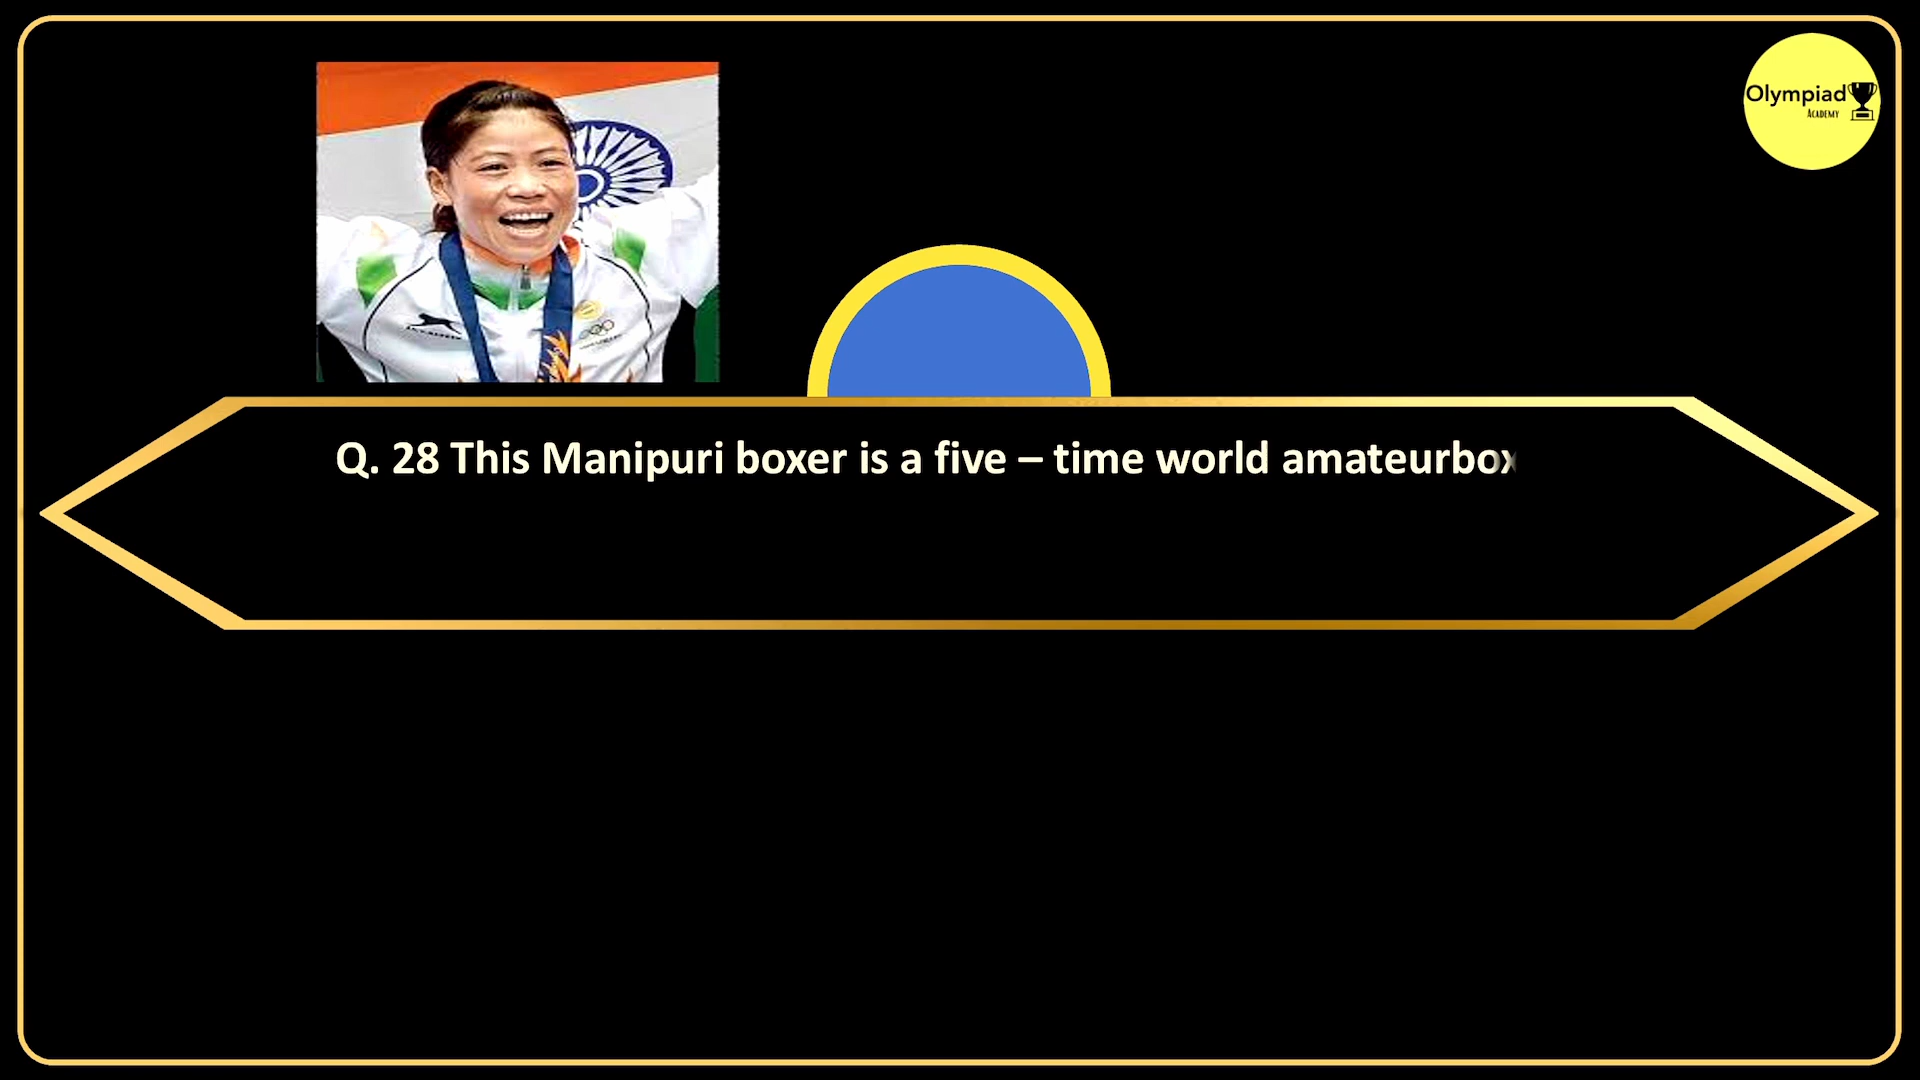 Olympiad
ACADEMY
Q. 28 This Manipuri boxer is a five – time world amateurbox